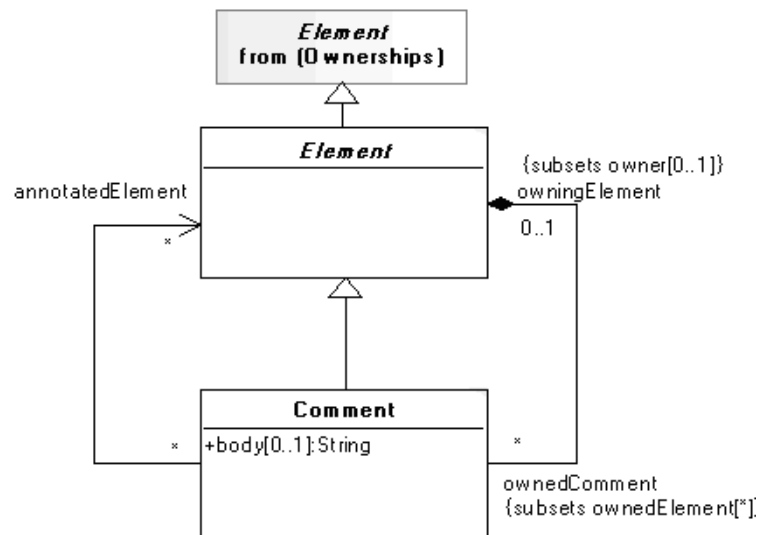 Element
from (Ownerships)
Element
{subsets owner[0..1]}
annotatedElement
owningElement
*
0..1
Comment
+body[0..1]:String
*
*
ownedComment
{subsets ownedElement[*]}